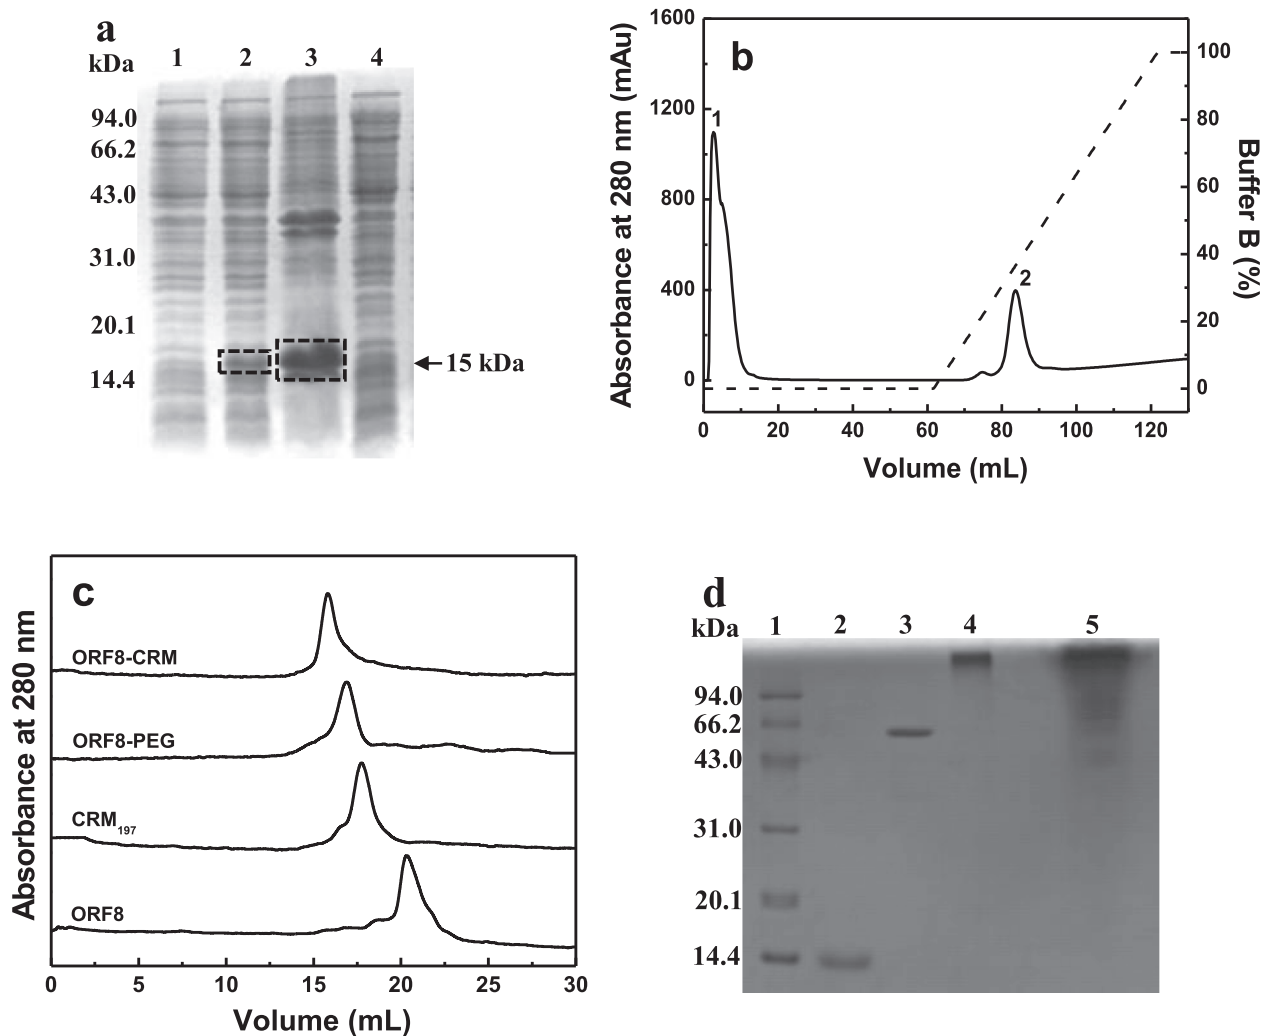 a
kDa 1 2 3 4
94.0
66.2
43.0
31.0
20.1
14.4
15 kDa
b
Absorbance at 280 nm (mAu)
1600
1200
800
400
0
1
2
0 20 40 60 80 100 120
Volume (mL)
100
80
60
40
20
0
Buffer B (%)
c
Absorbance at 280 nm
ORF8-CRM
ORF8-PEG
CRM197
ORF8
0 5 10 15 20 25 30
Volume (mL)
d
kDa 1 2 3 4 5
94.0
66.2
43.0
31.0
20.1
14.4